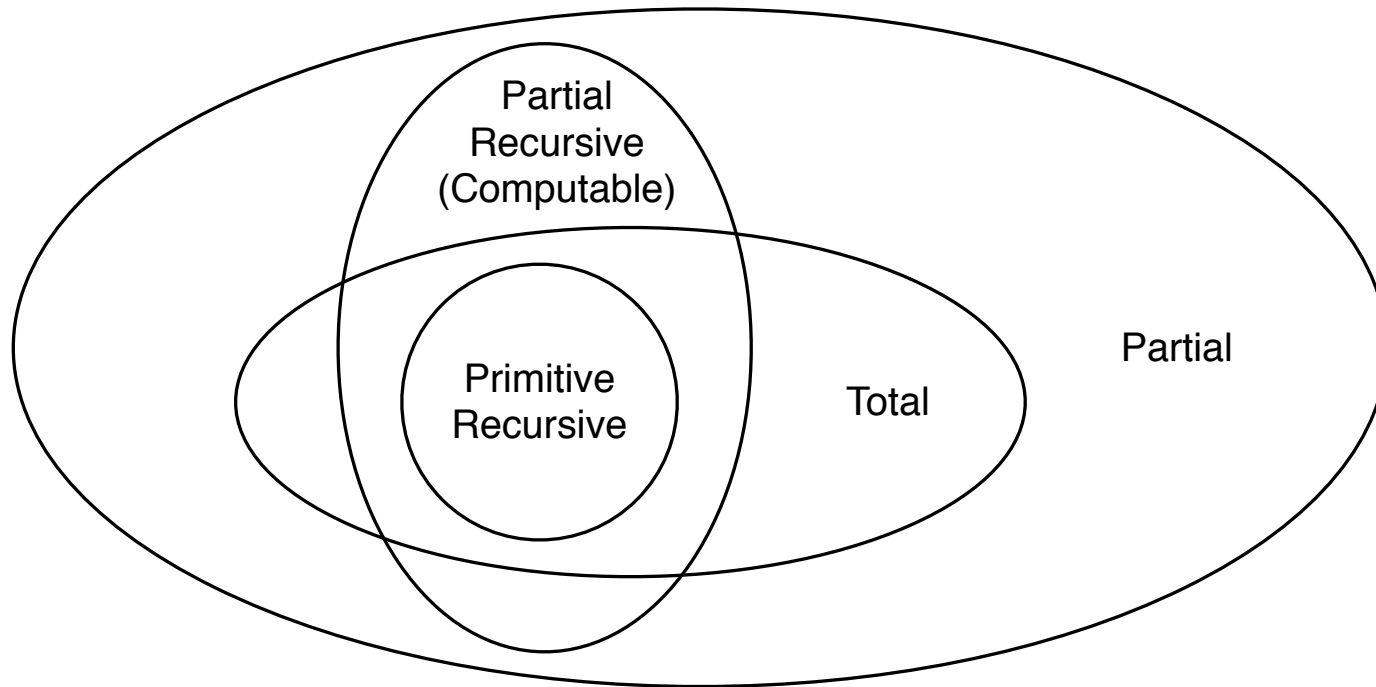 Partial
Recursive
(Computable)
Primitive
Recursive
Total
Partial